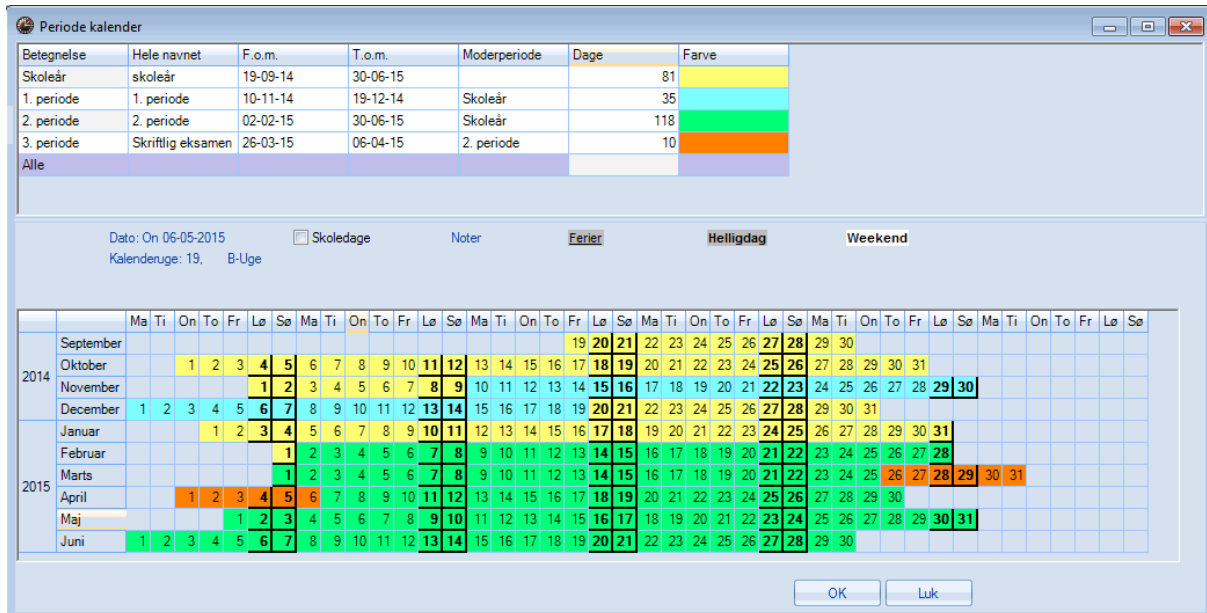 Periode kalender
Betegnelse Hele navnet F.o.m. T.o.m. Moderperiode Dage Farve
Skoleår skoleår 19-09-14 30-06-15 81
1. periode 1. periode 10-11-14 19-12-14 Skoleår 35
2. periode 2. periode 02-02-15 30-06-15 Skoleår 118
3. periode Skriftlig eksamen 26-03-15 06-04-15 2. periode 10
Alle
Dato: On 06-05-2015 Skoledage Noter Ferier Helligdag Weekend
Kalenderuge: 19, B-Uge
Ma Ti On To Fr Lø Sø Ma Ti On To Fr Lø Sø Ma Ti On To Fr Lø Sø Ma Ti On To Fr Lø Sø Ma Ti On To Fr Lø Sø Ma Ti On To Fr Lø Sø
September 19 20 21 22 23 24 25 26 27 28 29 30
2014 Oktober 1 2 3 4 5 6 7 8 9 10 11 12 13 14 15 16 17 18 19 20 21 22 23 24 25 26 27 28 29 30 31
November 1 2 3 4 5 6 7 8 9 10 11 12 13 14 15 16 17 18 19 20 21 22 23 24 25 26 27 28 29 30
December 1 2 3 4 5 6 7 8 9 10 11 12 13 14 15 16 17 18 19 20 21 22 23 24 25 26 27 28 29 30 31
Januar 1 2 3 4 5 6 7 8 9 10 11 12 13 14 15 16 17 18 19 20 21 22 23 24 25 26 27 28 29 30 31
Februar 1 2 3 4 5 6 7 8 9 10 11 12 13 14 15 16 17 18 19 20 21 22 23 24 25 26 27 28
2015 Marts 1 2 3 4 5 6 7 8 9 10 11 12 13 14 15 16 17 18 19 20 21 22 23 24 25 26 27 28 29 30 31
April 1 2 3 4 5 6 7 8 9 10 11 12 13 14 15 16 17 18 19 20 21 22 23 24 25 26 27 28 29 30
Maj 1 2 3 4 5 6 7 8 9 10 11 12 13 14 15 16 17 18 19 20 21 22 23 24 25 26 27 28 29 30 31
Juni 1 2 3 4 5 6 7 8 9 10 11 12 13 14 15 16 17 18 19 20 21 22 23 24 25 26 27 28 29 30
OK Luk